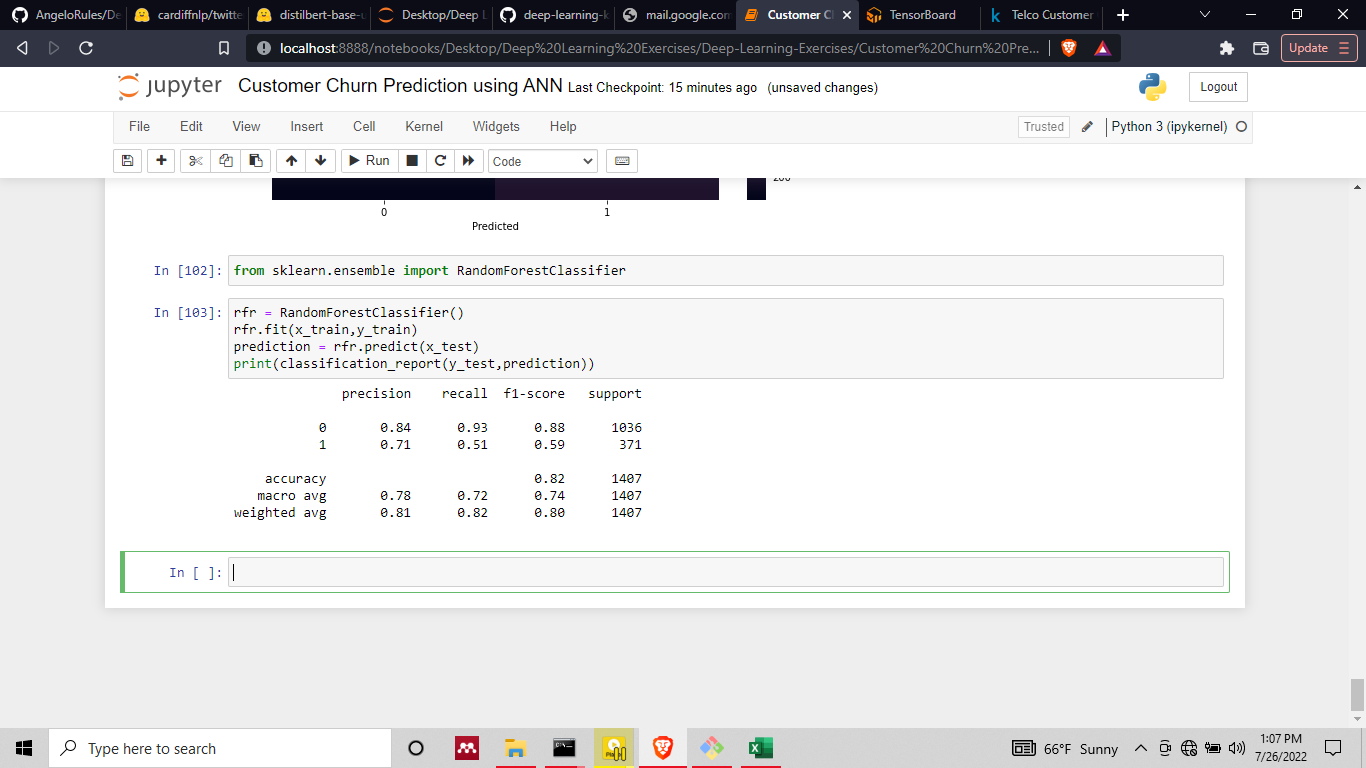 AngeloRules/De
cardiffnlp/twitte
distilbert-base-u
Desktop/Deep L
deep-learning-k
mail.google.com
Customer C
TensorBoard
Telco Customer
localhost:8888/notebooks/Desktop/Deep%20Learning%20Exercises/Deep-Learning-Exercises/Customer%20Churn%20Pre...
Update
jupyter Customer Churn Prediction using ANN Last Checkpoint: 15 minutes ago (unsaved changes)
Logout
File Edit View Insert Cell Kernel Widgets Help
Trusted
Python 3 (ipykernel)
Run
Code
200
0 1
Predicted
In [102]: from sklearn.ensemble import RandomForestClassifier
In [103]: rfr = RandomForestClassifier()
rfr.fit(x_train,y_train)
prediction = rfr.predict(x_test)
print(classification_report(y_test,prediction))
precision recall f1-score support
0 0.84 0.93 0.88 1036
1 0.71 0.51 0.59 371
accuracy 0.82 1407
macro avg 0.78 0.72 0.74 1407
weighted avg 0.81 0.82 0.80 1407
In [ ]:
Type here to search
66°F Sunny
1:07 PM
7/26/2022